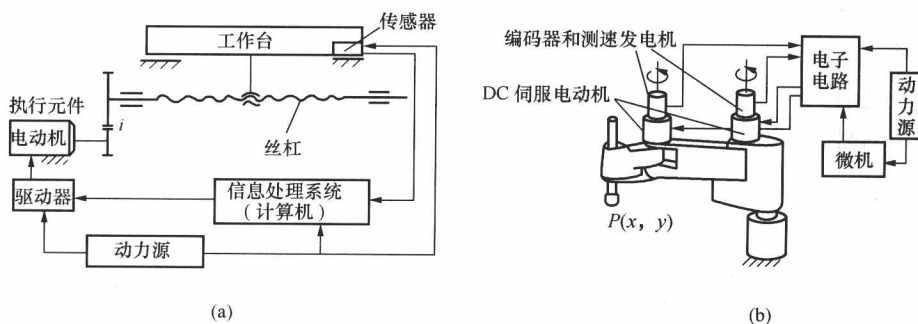 传感器
工作台
执行元件
电动机
i
丝杠
驱动器
信息处理系统
(计算机)
动力源
(a)
编码器和测速发电机
DC 伺服电动机
电子
电路
动力源
微机
P(x, y)
(b)